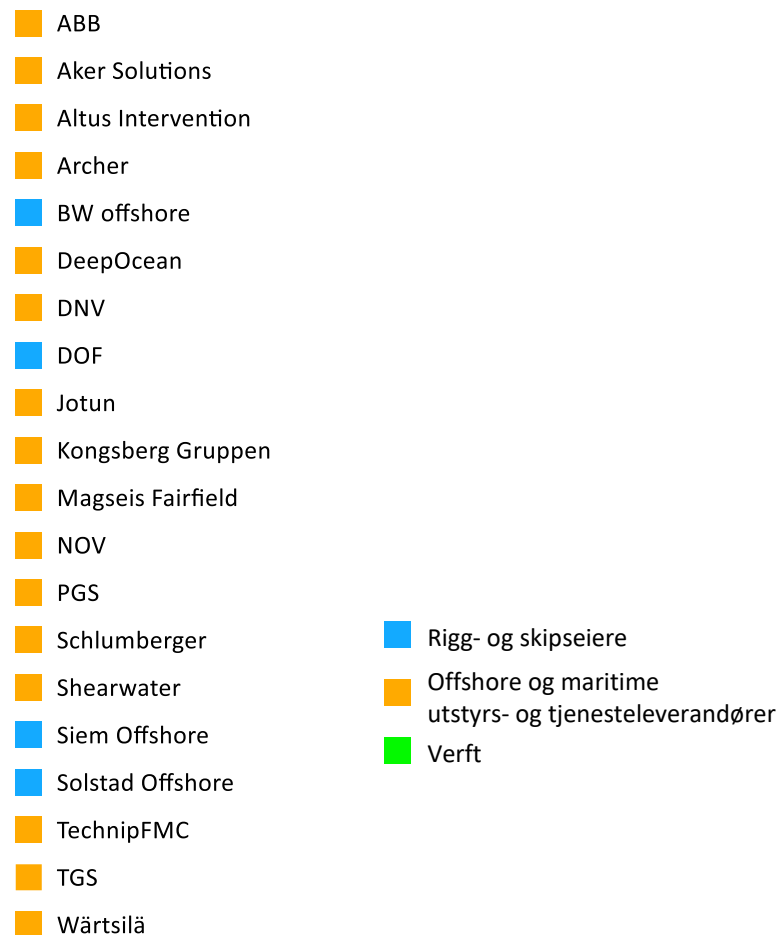 ABB
Aker Solutions
Altus Intervention
Archer
BW offshore
DeepOcean
DNV
DOF
Jotun
Kongsberg Gruppen
Magseis Fairfield
NOV
PGS
Schlumberger
Shearwater
Siem Offshore
Solstad Offshore
TechnipFMC
TGS
Wärtsilä
Rigg- og skipseiere
Offshore og maritime
utstyrs- og tjenesteleverandører
Verft